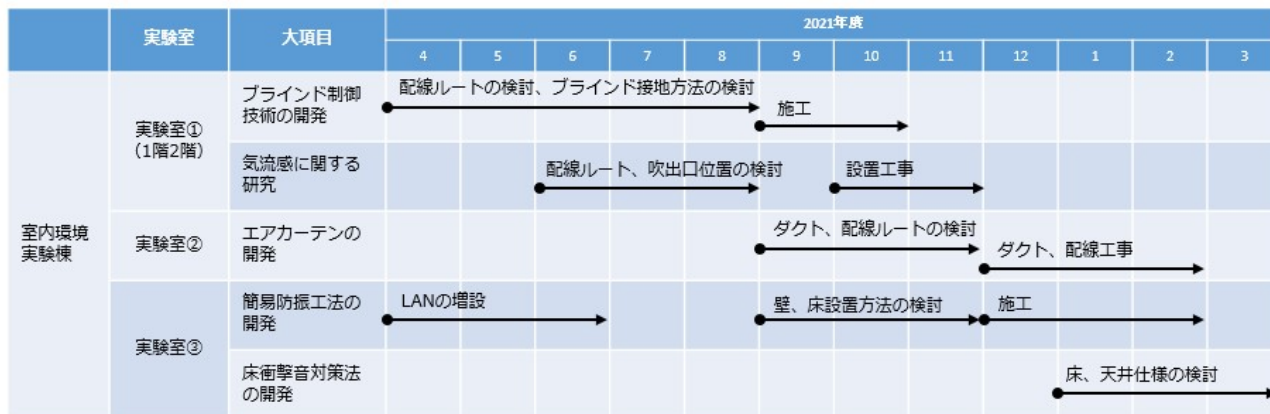 実験室 大項目 2021年度
4 5 6 7 8 9 10 11 12 1 2 3
室内環境
実験棟
実験室①
(1階2階)
ブラインド制御
技術の開発
配線ルートの検討、ブラインド接地方法の検討
施工
気流感に関する
研究
配線ルート、吹出口位置の検討
設置工事
実験室②
エアカーテンの
開発
ダクト、配線ルートの検討
ダクト、配線工事
実験室③
簡易防振工法の
開発
LANの増設
壁、床設置方法の検討
施工
床衝撃音対策法
の開発
床、天井仕様の検討